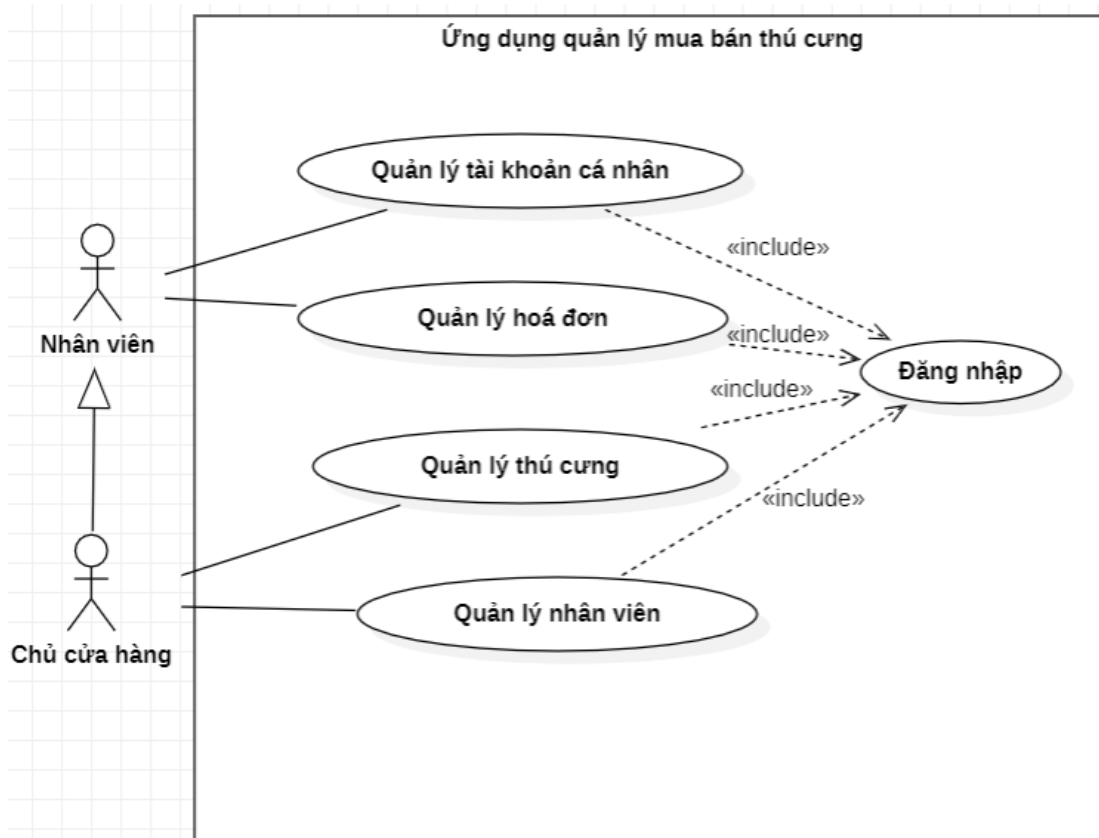 Ứng dụng quản lý mua bán thú cưng
Quản lý tài khoản cá nhân
«include»
Quản lý hoá đơn
«include»
Nhân viên
Đăng nhập
«include»
Quản lý thú cưng
«include»
Quản lý nhân viên
Chủ cửa hàng